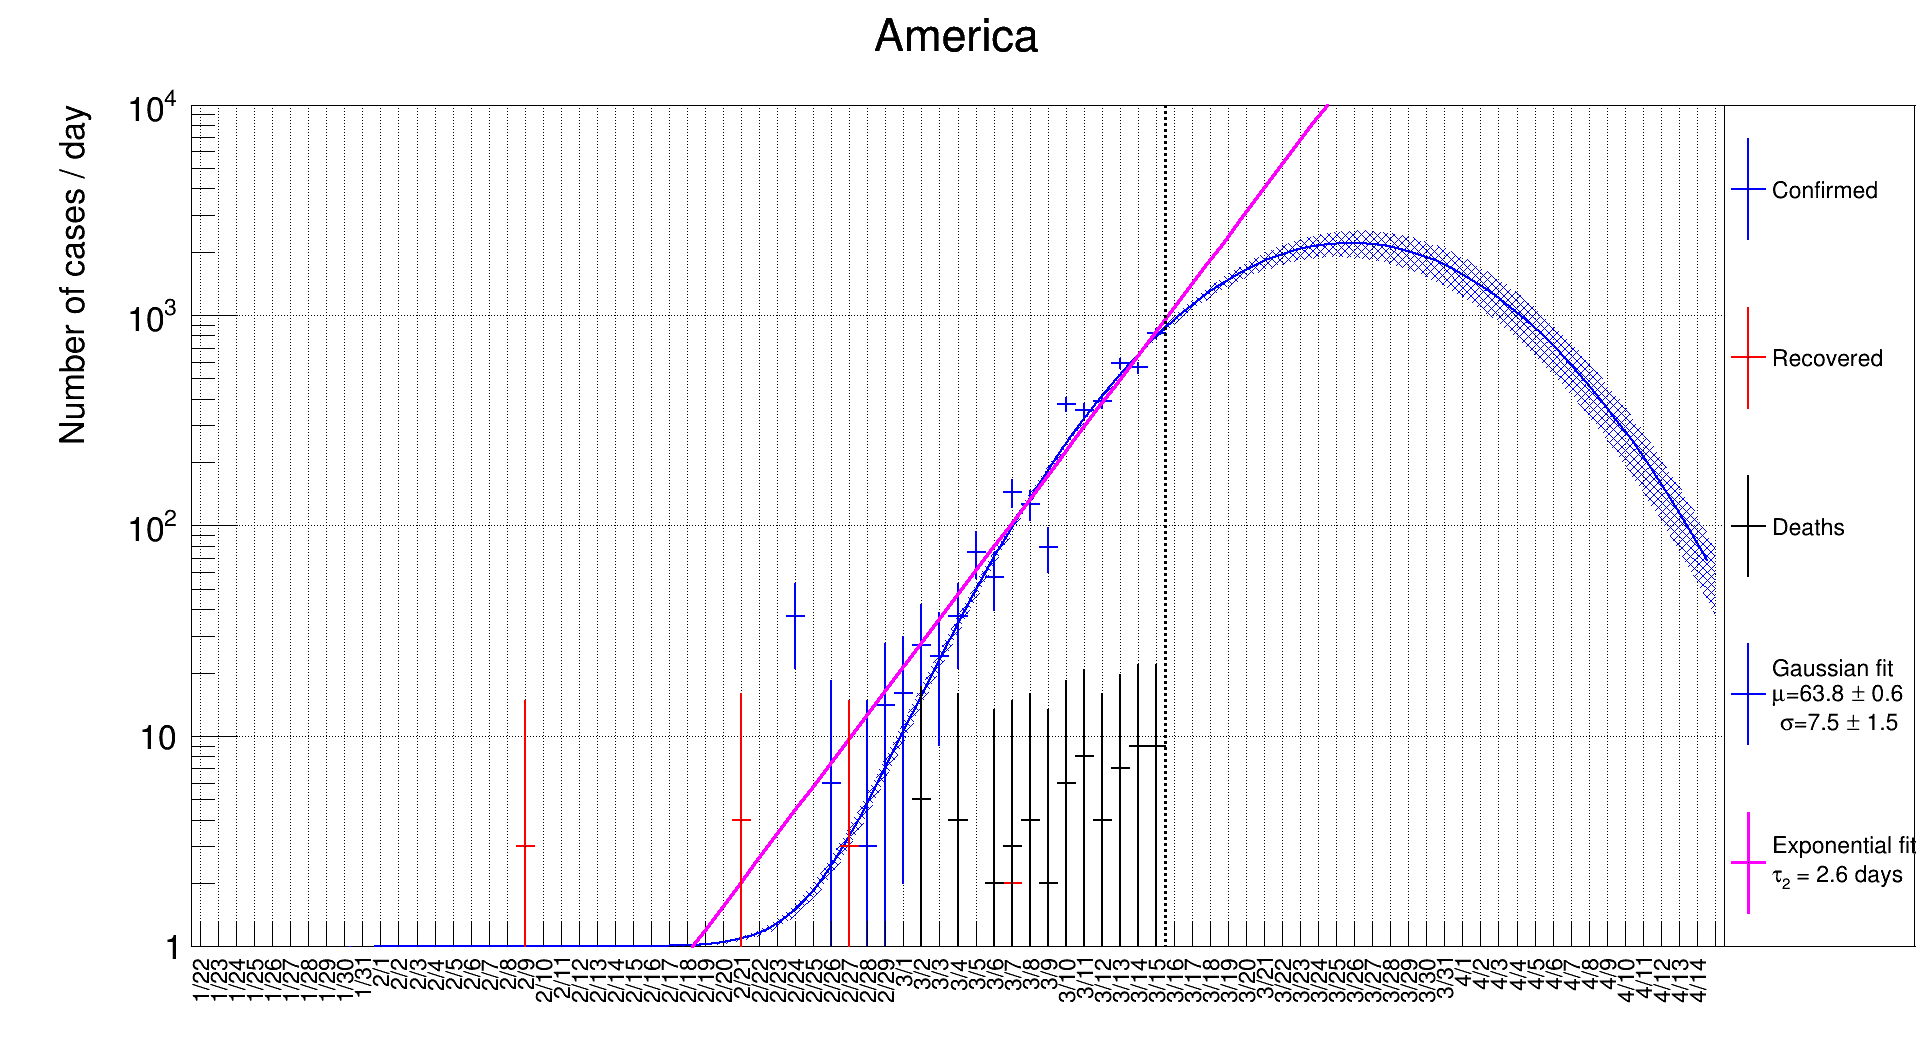 America
Number of cases / day
10^4
10^3
10^2
10
1
1/22 1/23 1/24 1/25 1/26 1/27 1/28 1/29 1/30 1/31 2/1 2/2 2/3 2/4 2/5 2/6 2/7 2/8 2/9 2/10 2/11 2/12 2/13 2/14 2/15 2/16 2/17 2/18 2/19 2/20 2/21 2/22 2/23 2/24 2/25 2/26 2/27 2/28 2/29 3/1 3/2 3/3 3/4 3/5 3/6 3/7 3/8 3/9 3/10 3/11 3/12 3/13 3/14 3/15 3/16 3/17 3/18 3/19 3/20 3/21 3/22 3/23 3/24 3/25 3/26 3/27 3/28 3/29 3/30 3/31 4/1 4/2 4/3 4/4 4/5 4/6 4/7 4/8 4/9 4/10 4/11 4/12 4/13 4/14
Confirmed
Recovered
Deaths
Gaussian fit
μ=63.8 ± 0.6
σ=7.5 ± 1.5
Exponential fit
τ₂ = 2.6 days